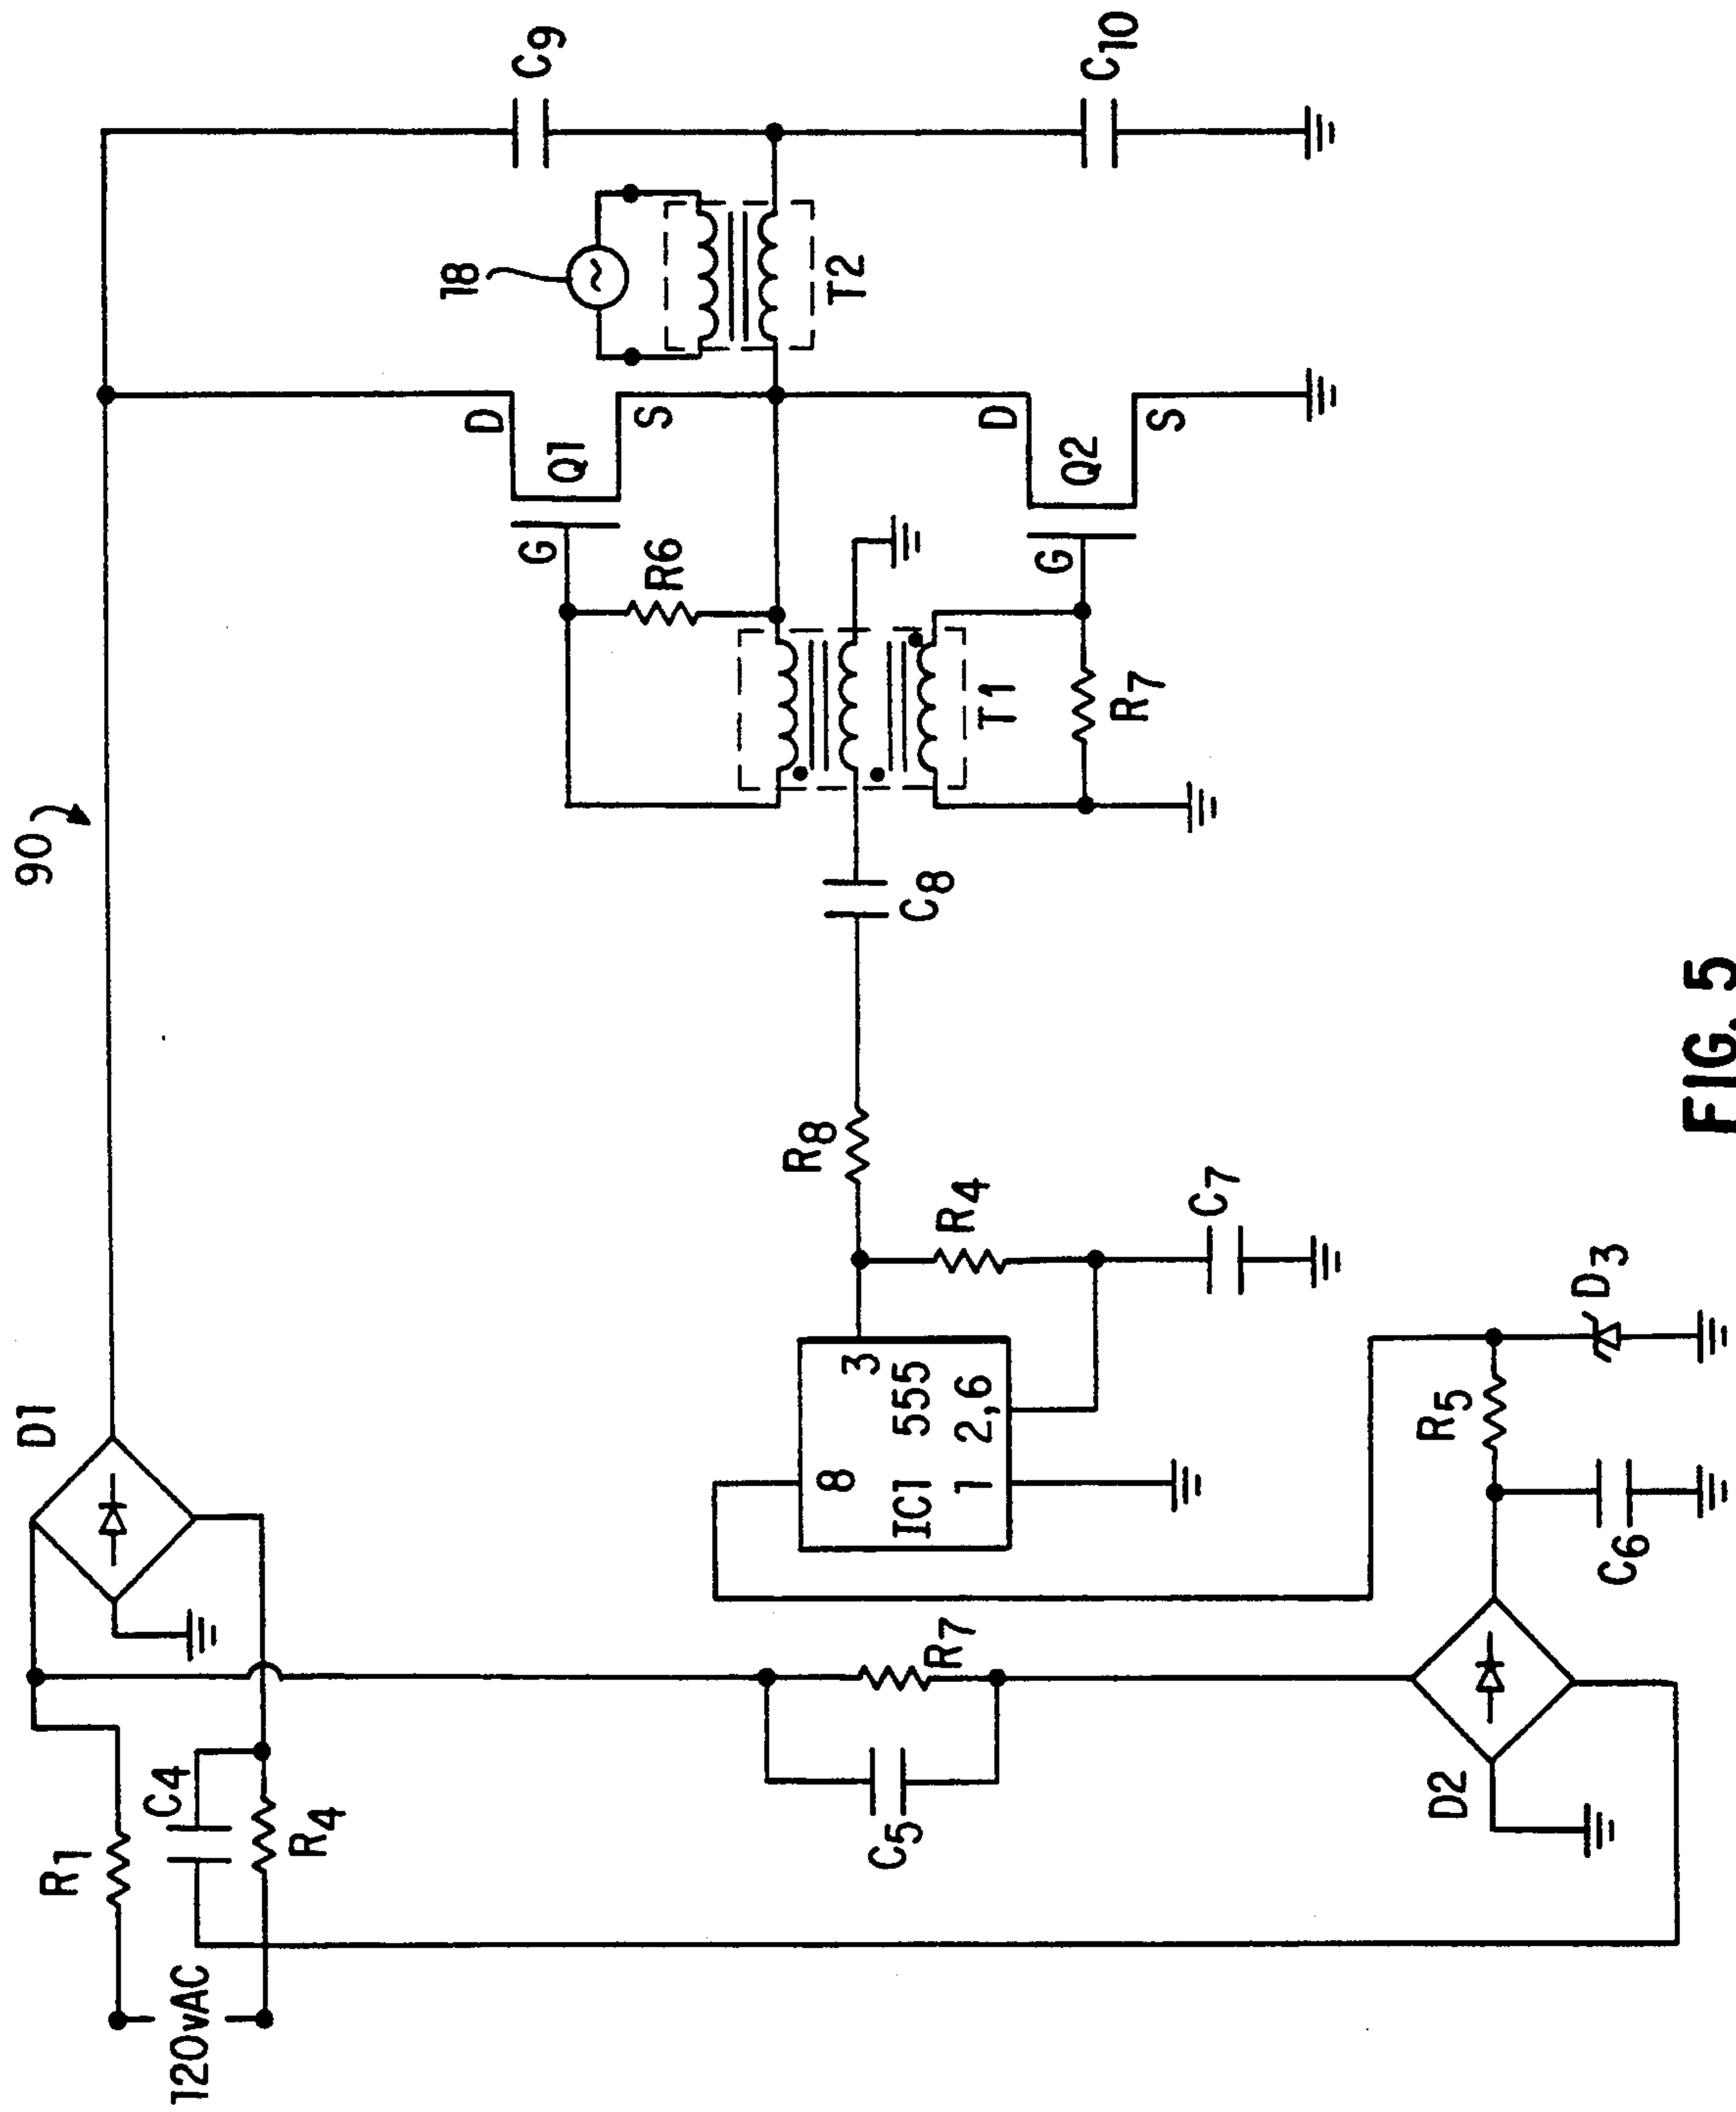 90
D1
R1
C4
R4
120vAC
18
C9
C10
D
Q1
S
G
R6
T2
D
Q2
S
G
T1
R7
C8
R8
R4
C7
3
8
555
IC1
2,6
1
R7
C5
D2
R5
C6
D3
FIG. 5